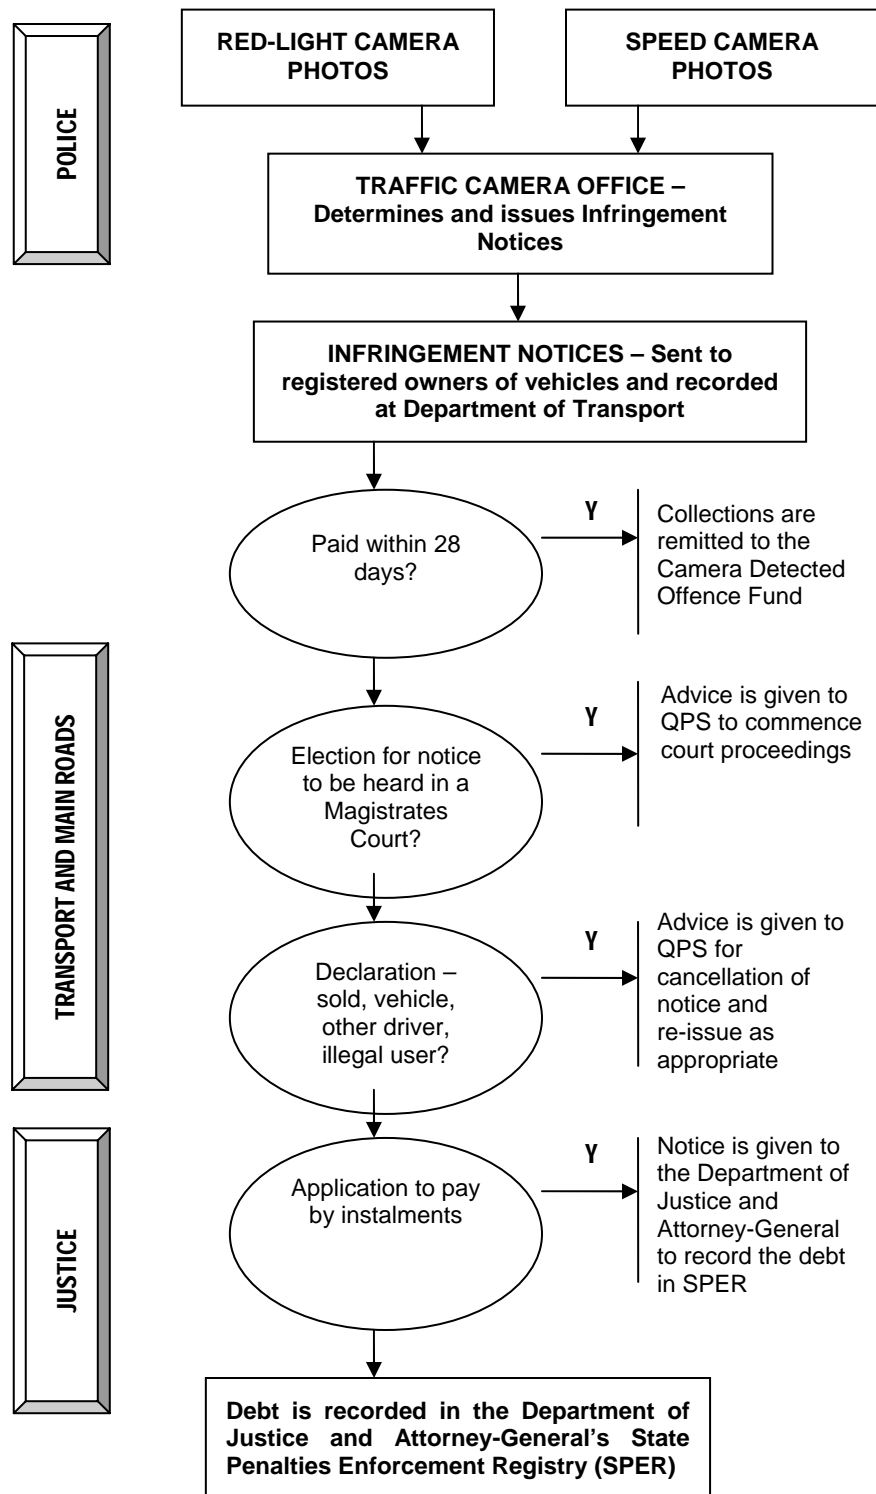 POLICE
RED-LIGHT CAMERA
PHOTOS
SPEED CAMERA
PHOTOS
TRAFFIC CAMERA OFFICE –
Determines and issues Infringement
Notices
INFRINGEMENT NOTICES – Sent to
registered owners of vehicles and recorded
at Department of Transport
Paid within 28
days?
Y
Collections are
remitted to the
Camera Detected
Offence Fund
TRANSPORT AND MAIN ROADS
Election for notice
to be heard in a
Magistrates
Court?
Y
Advice is given to
QPS to commence
court proceedings
Declaration –
sold, vehicle,
other driver,
illegal user?
Y
Advice is given to
QPS for
cancellation of
notice and
re-issue as
appropriate
JUSTICE
Application to pay
by instalments
Y
Notice is given to
the Department of
Justice and
Attorney-General
to record the debt
in SPER
Debt is recorded in the Department of
Justice and Attorney-General's State
Penalties Enforcement Registry (SPER)